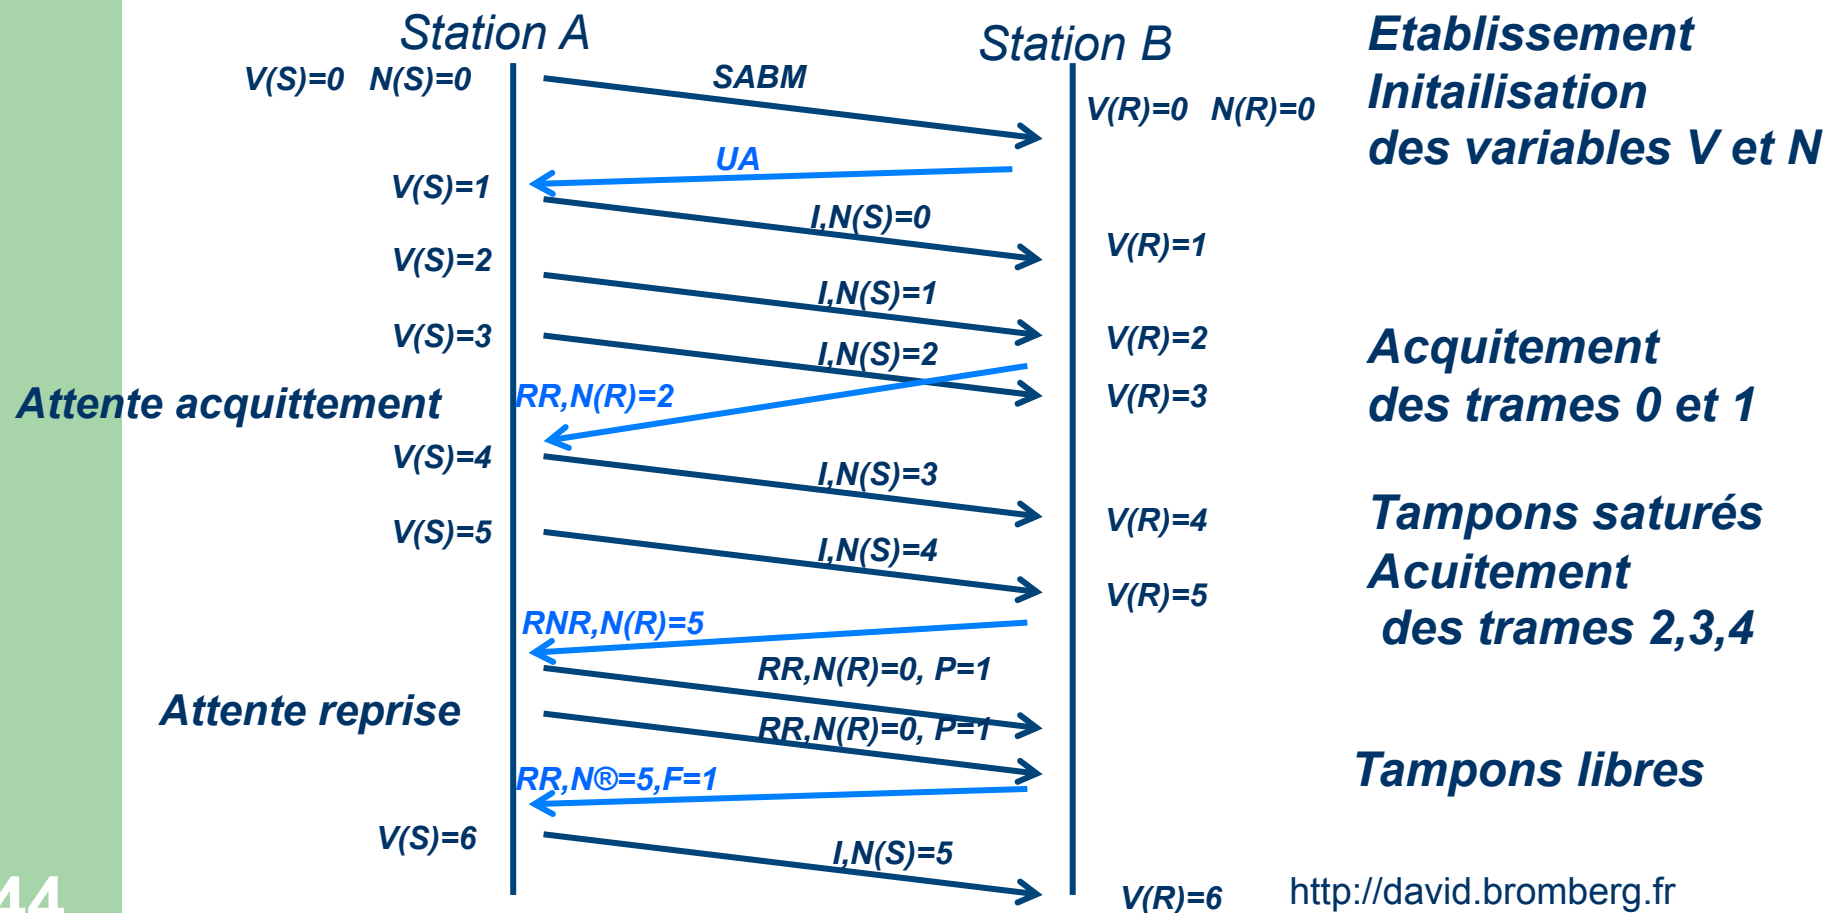 Station A
Station B
Etablissement
Initailisation
des variables V et N
V(S)=0 N(S)=0
SABM
V(R)=0 N(R)=0
UA
V(S)=1
I,N(S)=0
V(R)=1
V(S)=2
I,N(S)=1
V(S)=3
V(R)=2
I,N(S)=2
Acquitement
des trames 0 et 1
Attente acquittement
RR,N(R)=2
V(R)=3
V(S)=4
I,N(S)=3
V(R)=4
Tampons saturés
Acuitement
des trames 2,3,4
V(S)=5
I,N(S)=4
V(R)=5
RNR,N(R)=5
RR,N(R)=0, P=1
Attente reprise
RR,N(R)=0, P=1
Tampons libres
RR,N®=5,F=1
V(S)=6
I,N(S)=5
V(R)=6
http://david.bromberg.fr
44